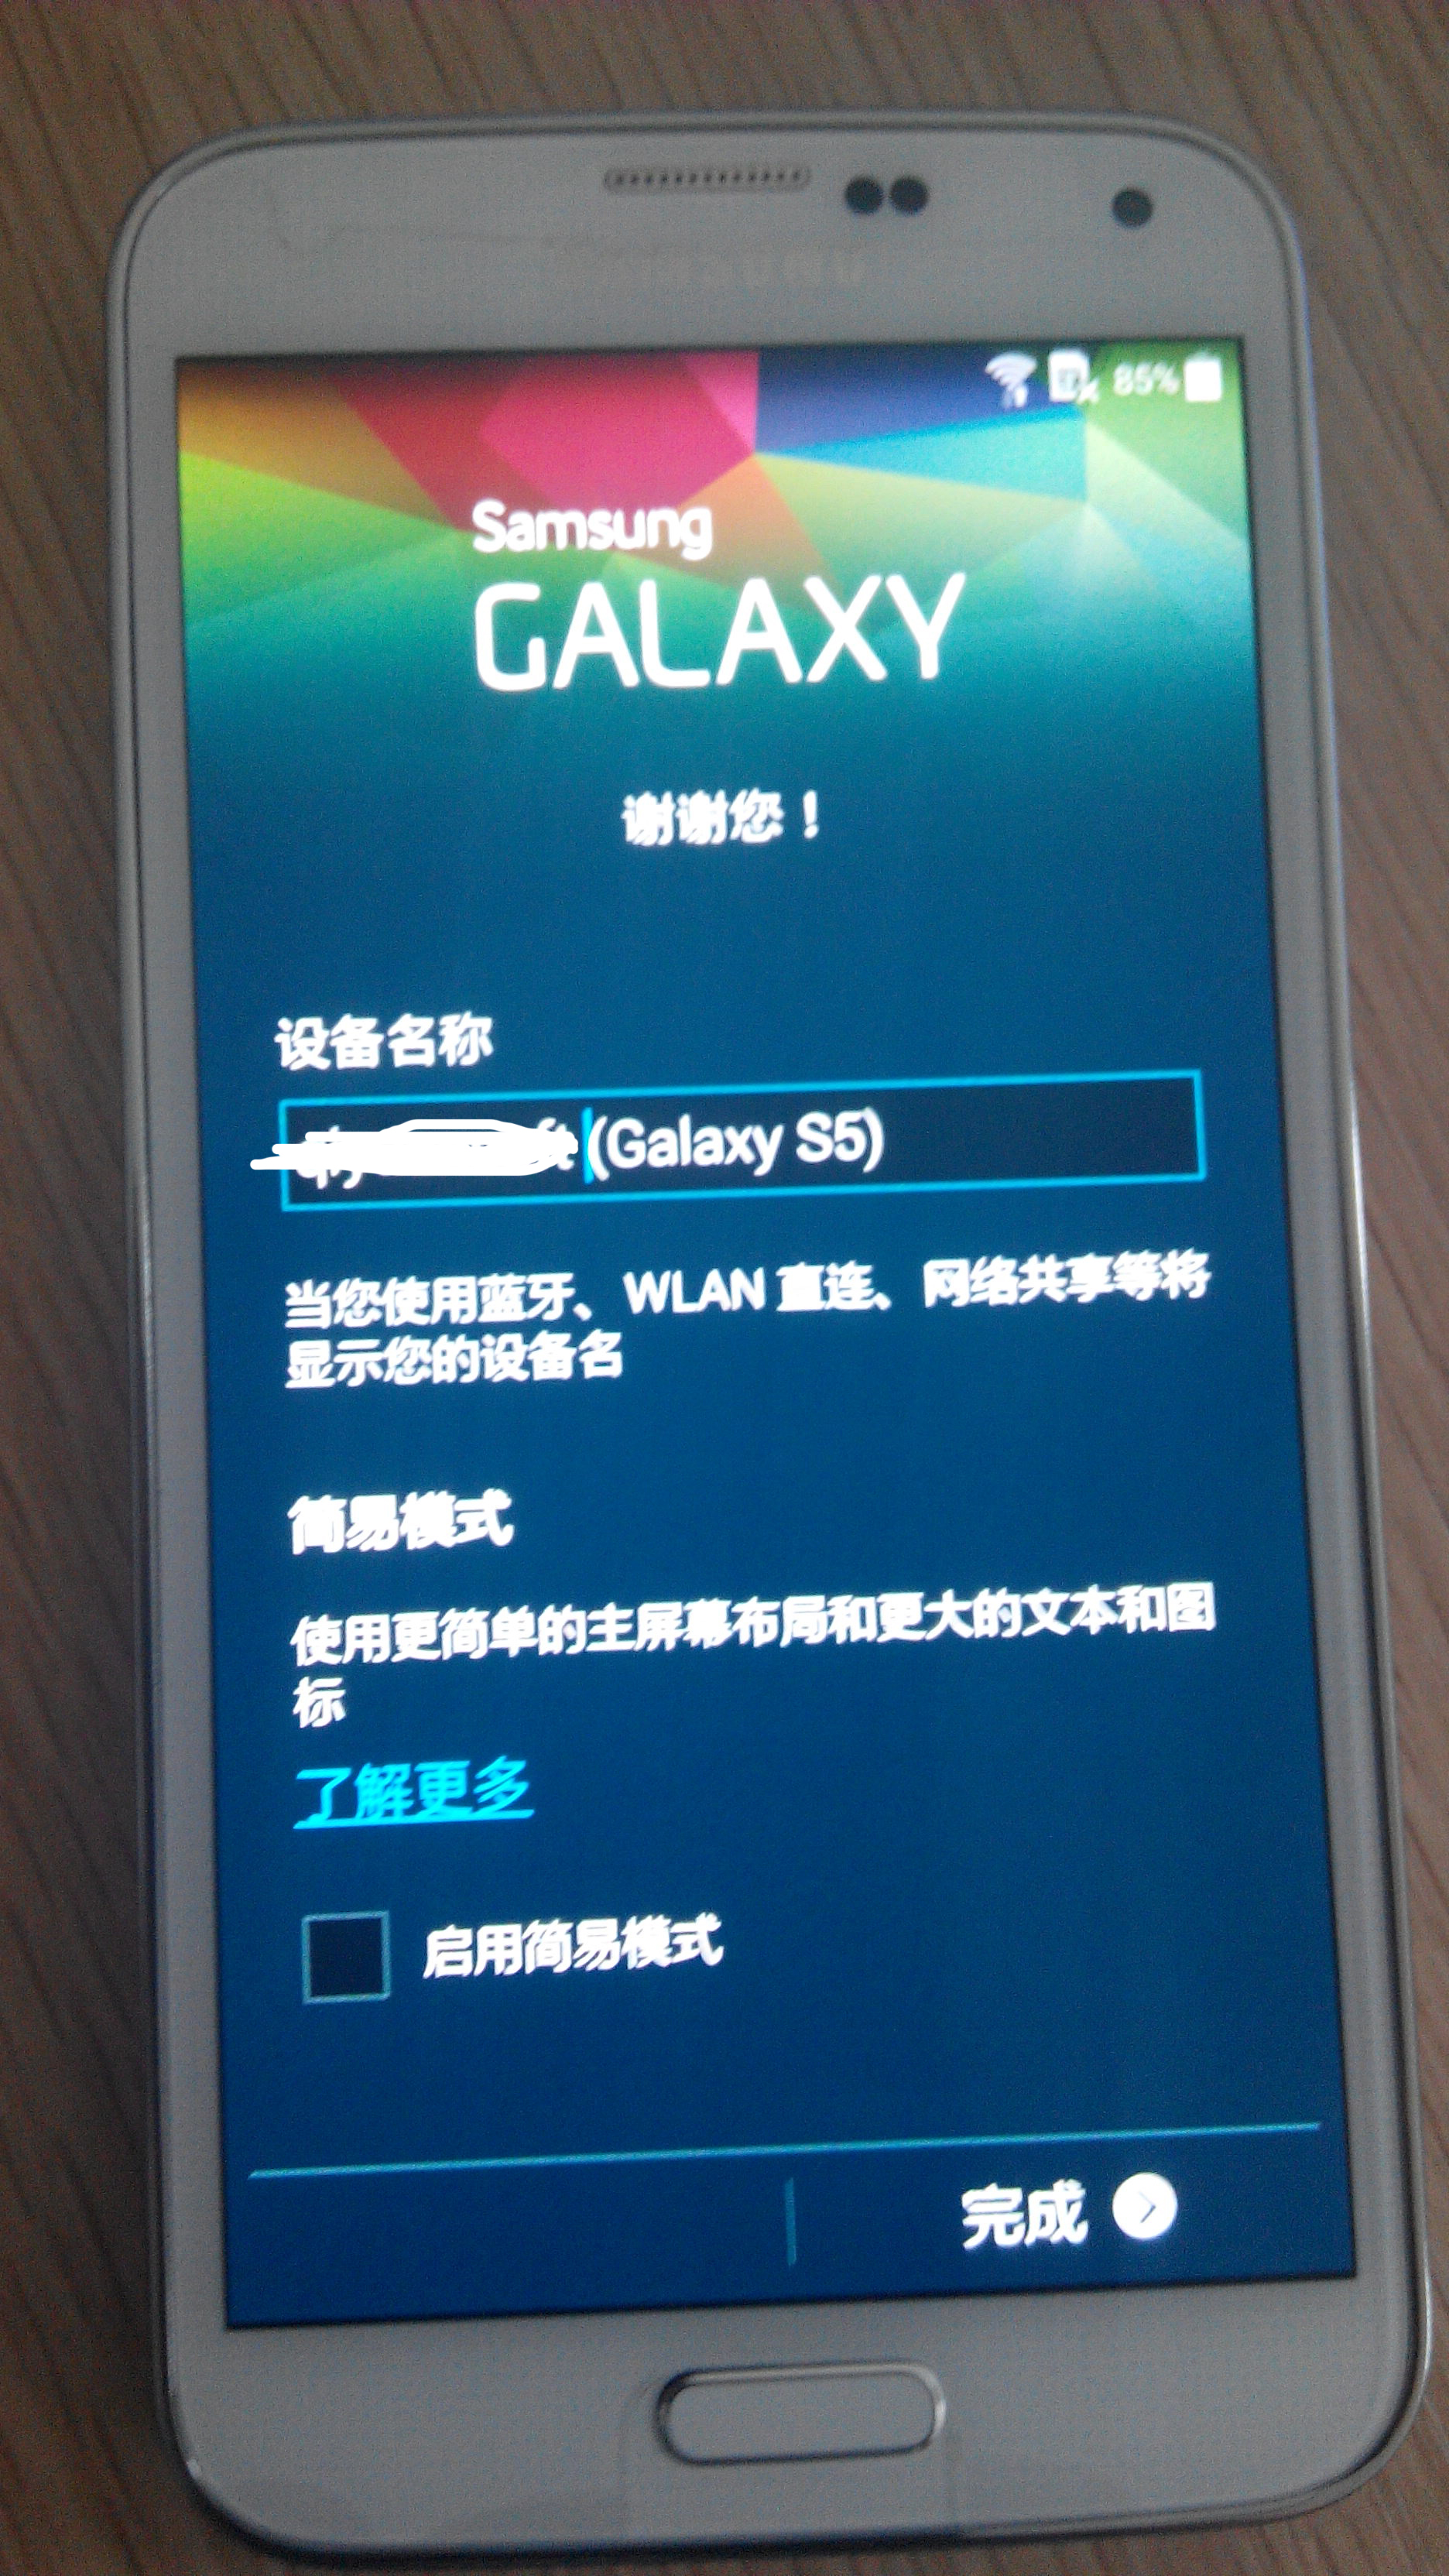 SAMSUNG
85%
Samsung
GALAXY
谢谢您！
设备名称
(Galaxy S5)
当您使用蓝牙、WLAN 直连、网络共享等将
显示您的设备名
简易模式
使用更简单的主屏幕布局和更大的文本和图
标
了解更多
启用简易模式
完成